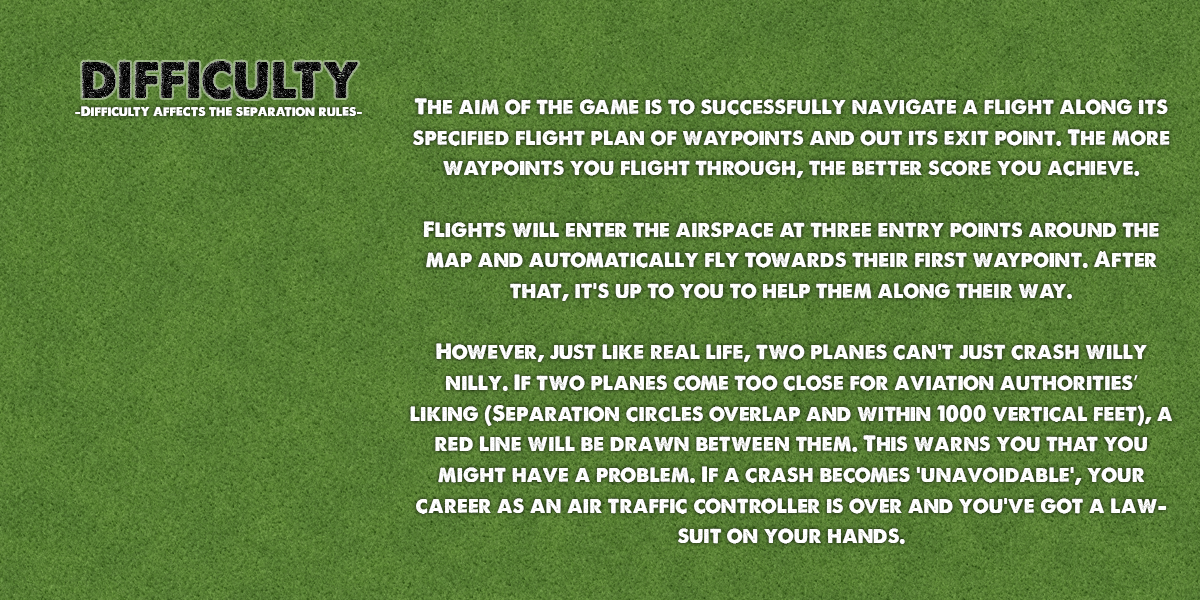 DIFFICULTY
-Difficulty affects the separation rules-
The aim of the game is to successfully navigate a flight along its
specified flight plan of waypoints and out its exit point. The more
waypoints you flight through, the better score you achieve.
Flights will enter the airspace at three entry points around the
map and automatically fly towards their first waypoint. After
that, it's up to you to help them along their way.
However, just like real life, two planes can't just crash willy
nilly. If two planes come too close for aviation authorities'
liking (Separation circles overlap and within 1000 vertical feet), a
red line will be drawn between them. This warns you that you
might have a problem. If a crash becomes 'unavoidable', your
career as an air traffic controller is over and you've got a law-
suit on your hands.